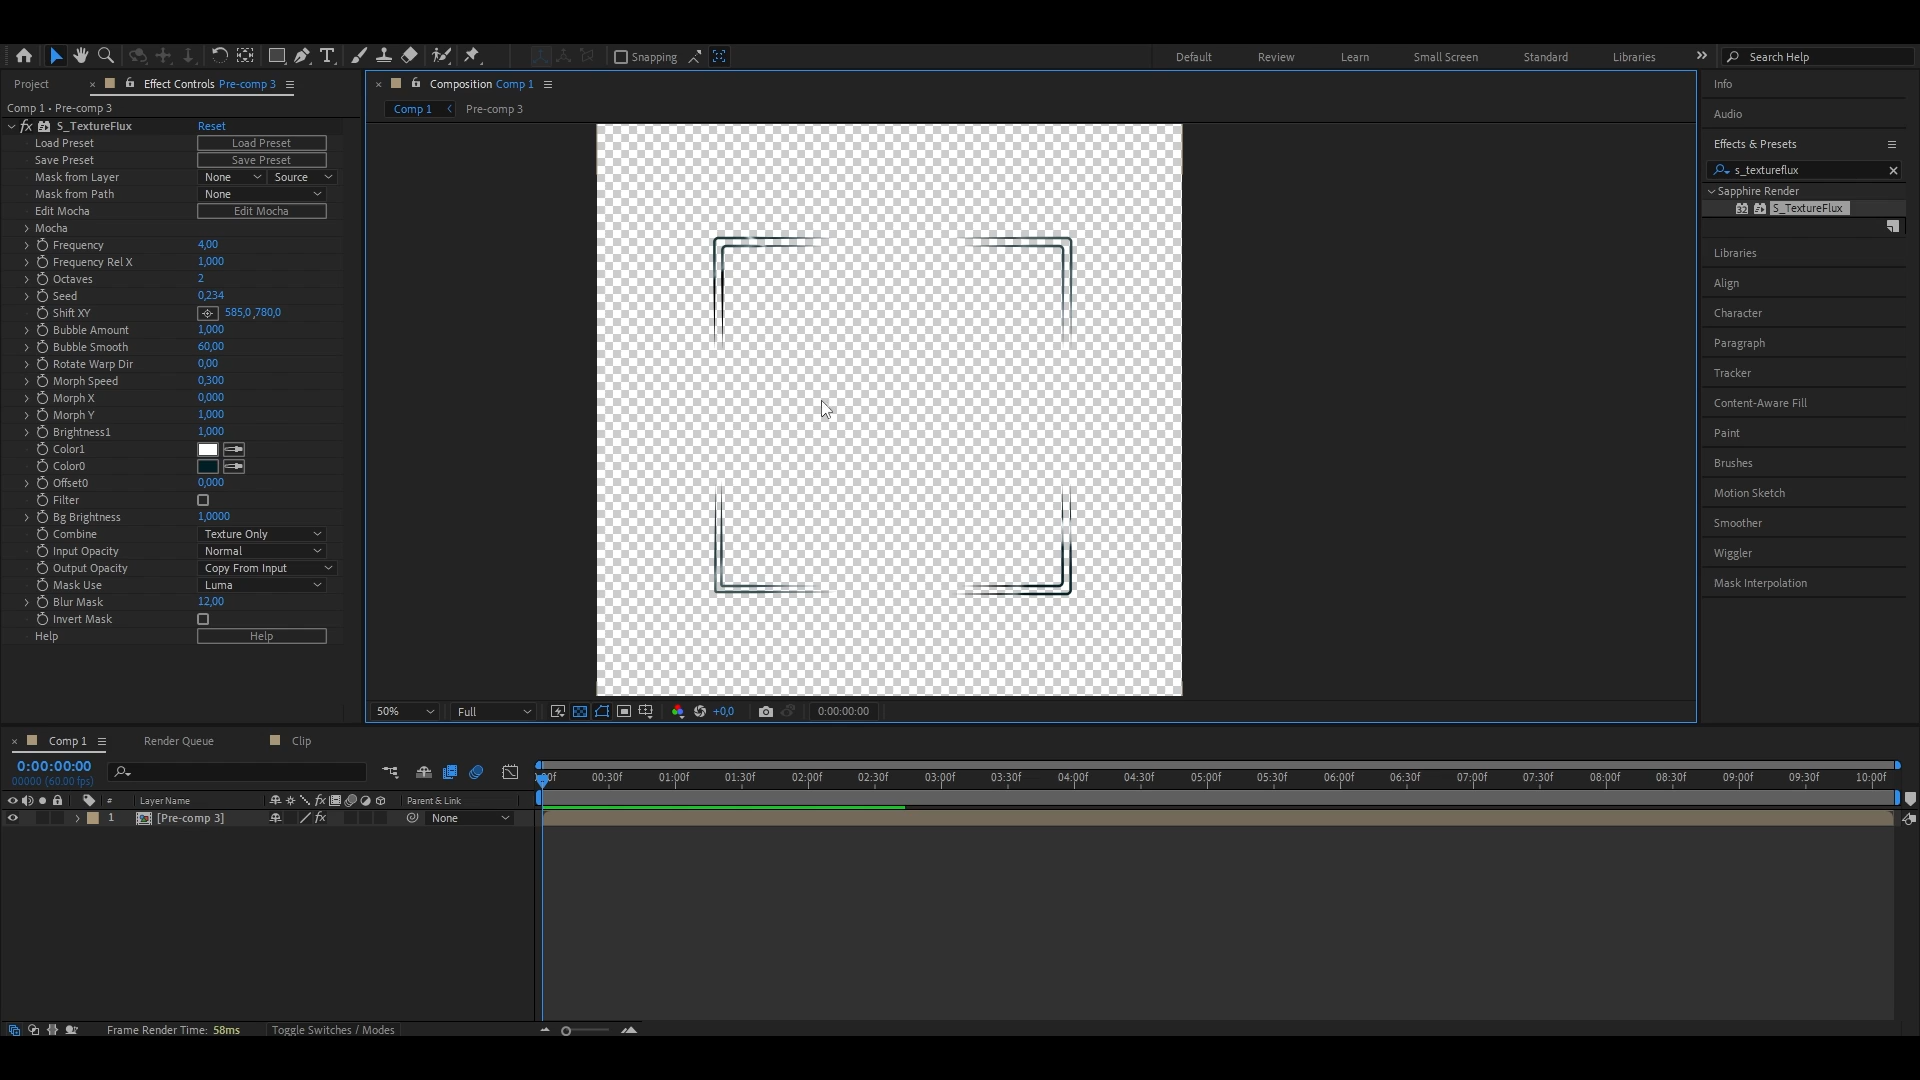 Snapping
Default
Review
Learn
Small Screen
Standard
Libraries
Search Help
Project
Effect Controls Pre-comp 3
Comp 1 • Pre-comp 3
fx S_TextureFlux Reset
Load Preset Load Preset
Save Preset Save Preset
Mask from Layer None Source
Mask from Path None
Edit Mocha Edit Mocha
Mocha
Frequency 4,00
Frequency Rel X 1,000
Octaves 2
Seed 0,234
Shift XY 585,0 ,780,0
Bubble Amount 1,000
Bubble Smooth 60,00
Rotate Warp Dir 0,00
Morph Speed 0,300
Morph X 0,000
Morph Y 1,000
Brightness1 1,000
Color1
Color0
Offset0 0,000
Filter
Bg Brightness 1,0000
Combine Texture Only
Input Opacity Normal
Output Opacity Copy From Input
Mask Use Luma
Blur Mask 12,00
Invert Mask
Help Help
Composition Comp 1
Comp 1 Pre-comp 3
50% Full +0,0 0:00:00:00
Info
Audio
Effects & Presets
s_textureflux
Sapphire Render
32 S_TextureFlux
Libraries
Align
Character
Paragraph
Tracker
Content-Aware Fill
Paint
Brushes
Motion Sketch
Smoother
Wiggler
Mask Interpolation
Comp 1 Render Queue Clip
0:00:00:00
00000 (60.00 fps)
00:30f 01:00f 01:30f 02:00f 02:30f 03:00f 03:30f 04:00f 04:30f 05:00f 05:30f 06:00f 06:30f 07:00f 07:30f 08:00f 08:30f 09:00f 09:30f 10:00f
# Layer Name fx Parent & Link
1 [Pre-comp 3] fx None
Frame Render Time: 58ms Toggle Switches / Modes